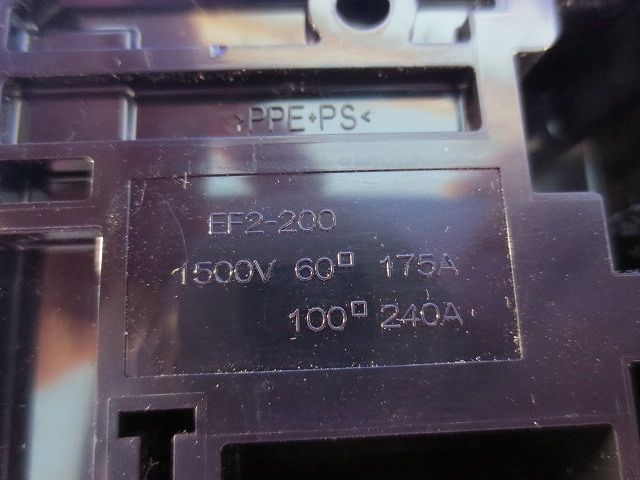 >PPE+PS<
EF2-200
1500V 60□ 175A
100□ 240A